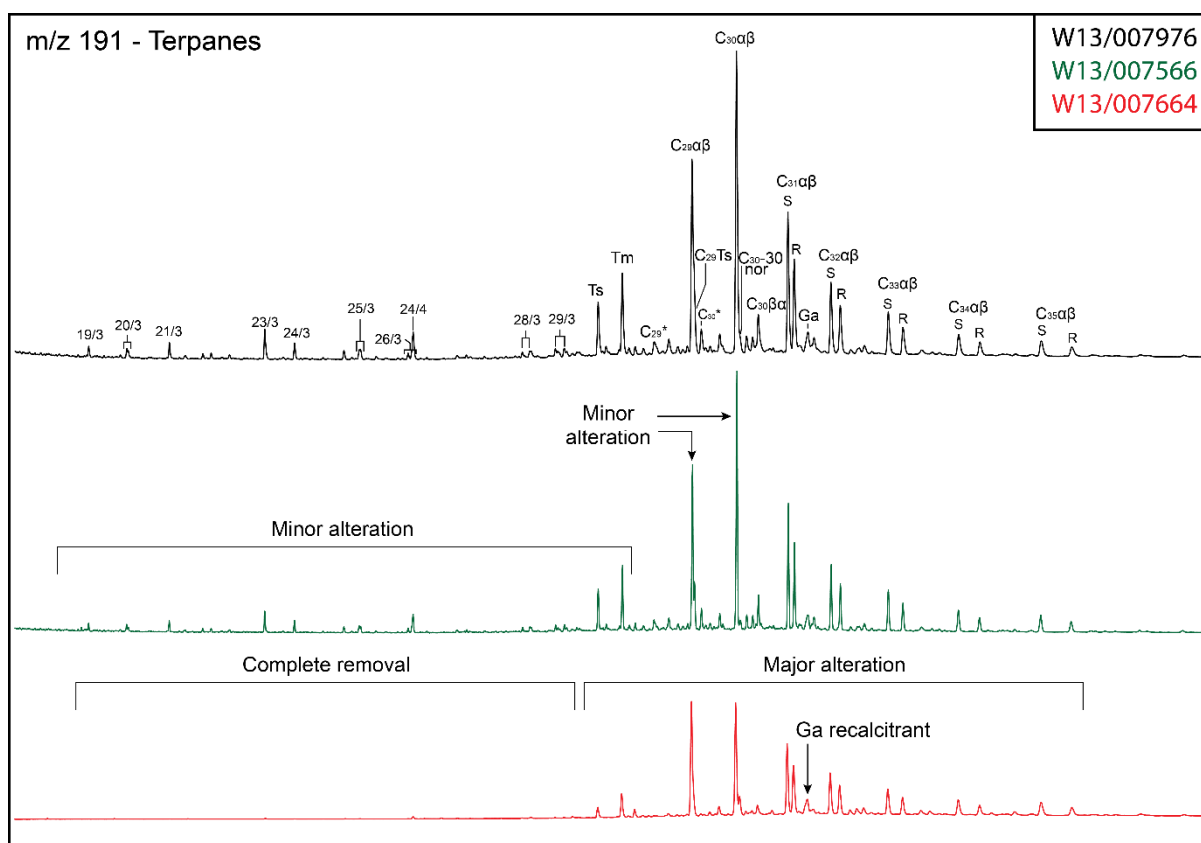 m/z 191 - Terpanes
W13/007976
W13/007566
W13/007664
C₃₀αβ
C₂₉αβ
C₃₁αβ
S
R
C₂₉Ts
C₃₀-30
nor
C₃₂αβ
S
R
Tm
Ts
C₃₃αβ
S
R
C₃₀βα
Ga
C₃₄αβ
S
R
C₃₅αβ
S
R
C₂₉*
C₃₀*
19/3
20/3
21/3
23/3
24/3
25/3
26/3
24/4
28/3
29/3
Minor
alteration
Minor alteration
Complete removal
Major alteration
Ga recalcitrant